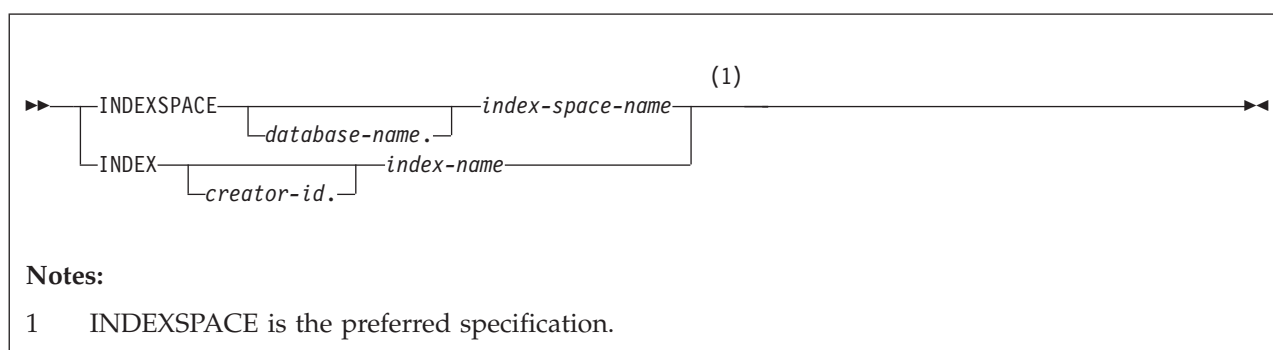 (1)
INDEXSPACE database-name. index-space-name
INDEX creator-id. index-name
Notes:
1 INDEXSPACE is the preferred specification.